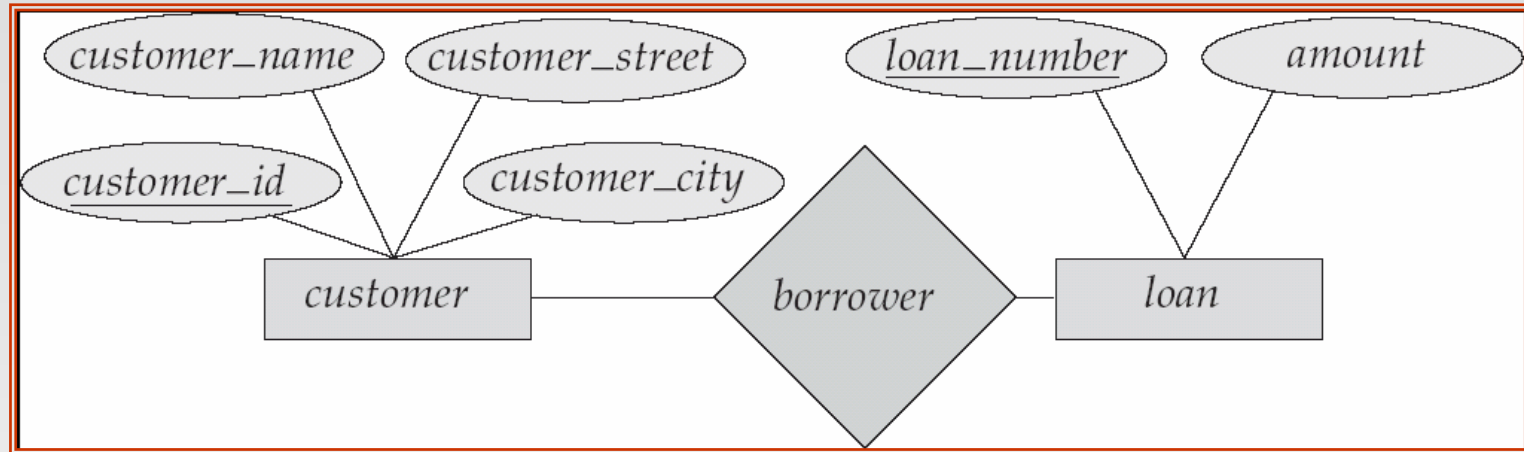 customer_name
customer_street
loan_number
amount
customer_id
customer_city
customer
borrower
loan